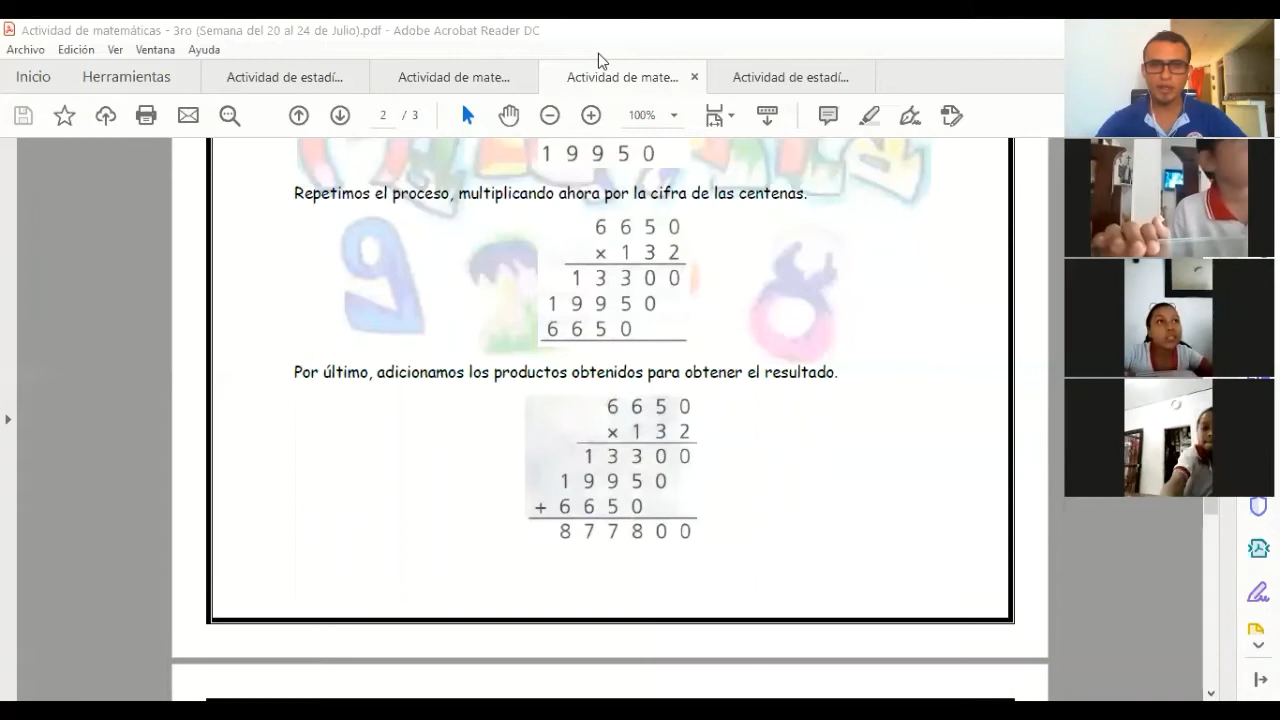 Actividad de matemáticas - 3ro (Semana del 20 al 24 de Julio).pdf - Adobe Acrobat Reader DC
Archivo Edición Ver Ventana Ayuda
Inicio Herramientas Actividad de estadí... Actividad de mate... Actividad de mate... × Actividad de estadí...
2 / 3 100%
1 9 9 5 0
Repetimos el proceso, multiplicando ahora por la cifra de las centenas.
6 6 5 0
× 1 3 2
1 3 3 0 0
1 9 9 5 0
6 6 5 0
Por último, adicionamos los productos obtenidos para obtener el resultado.
6 6 5 0
× 1 3 2
1 3 3 0 0
1 9 9 5 0
+ 6 6 5 0
8 7 7 8 0 0